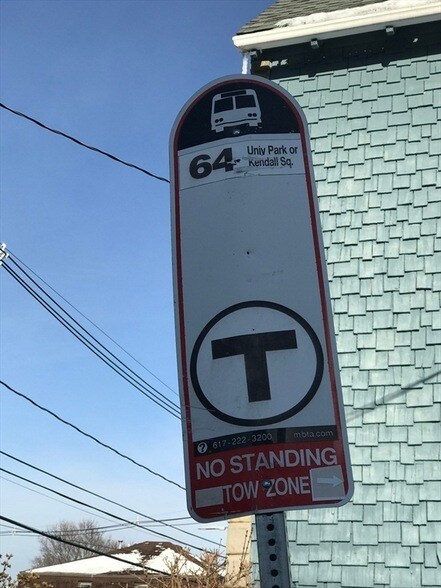 64- Univ Park or
Kendall Sq.
T
? 617-222-3200 mbta.com
NO STANDING
TOW ZONE